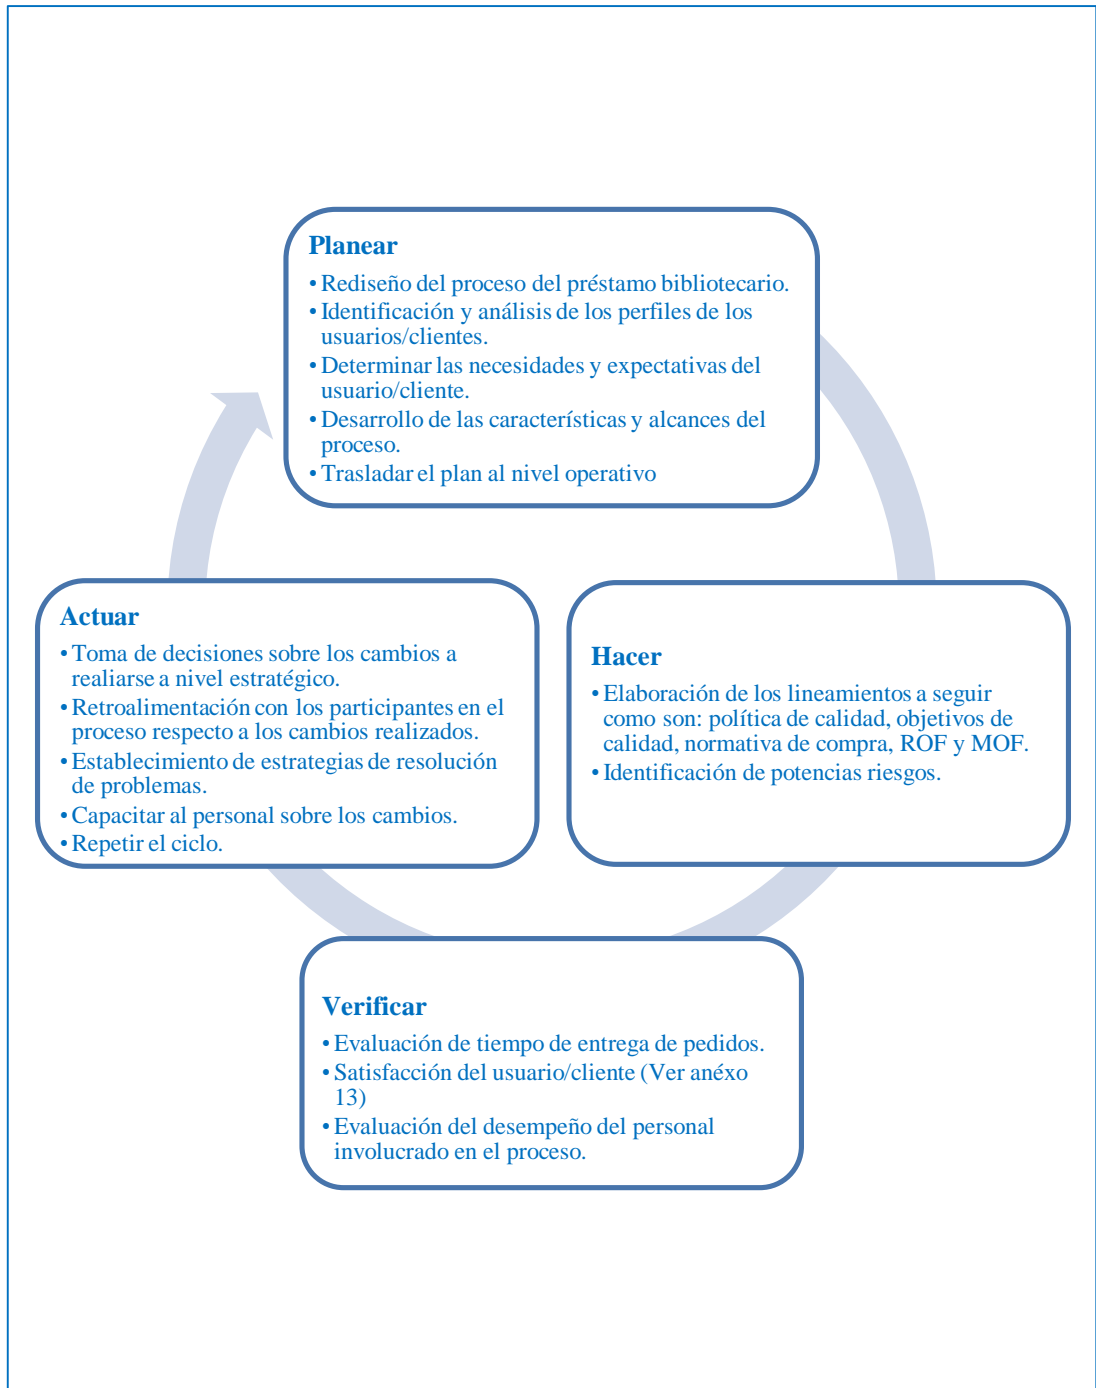 Planear
• Rediseño del proceso del préstamo bibliotecario.
• Identificación y análisis de los perfiles de los
usuarios/clientes.
• Determinar las necesidades y expectativas del
usuario/cliente.
• Desarrollo de las características y alcances del
proceso.
• Trasladar el plan al nivel operativo
Hacer
• Elaboración de los lineamientos a seguir
como son: política de calidad, objetivos de
calidad, normativa de compra, ROF y MOF.
• Identificación de potencias riesgos.
Verificar
• Evaluación de tiempo de entrega de pedidos.
• Satisfacción del usuario/cliente (Ver anéxo
13)
• Evaluación del desempeño del personal
involucrado en el proceso.
Actuar
• Toma de decisiones sobre los cambios a
realiarse a nivel estratégico.
• Retroalimentación con los participantes en el
proceso respecto a los cambios realizados.
• Establecimiento de estrategias de resolución
de problemas.
• Capacitar al personal sobre los cambios.
• Repetir el ciclo.